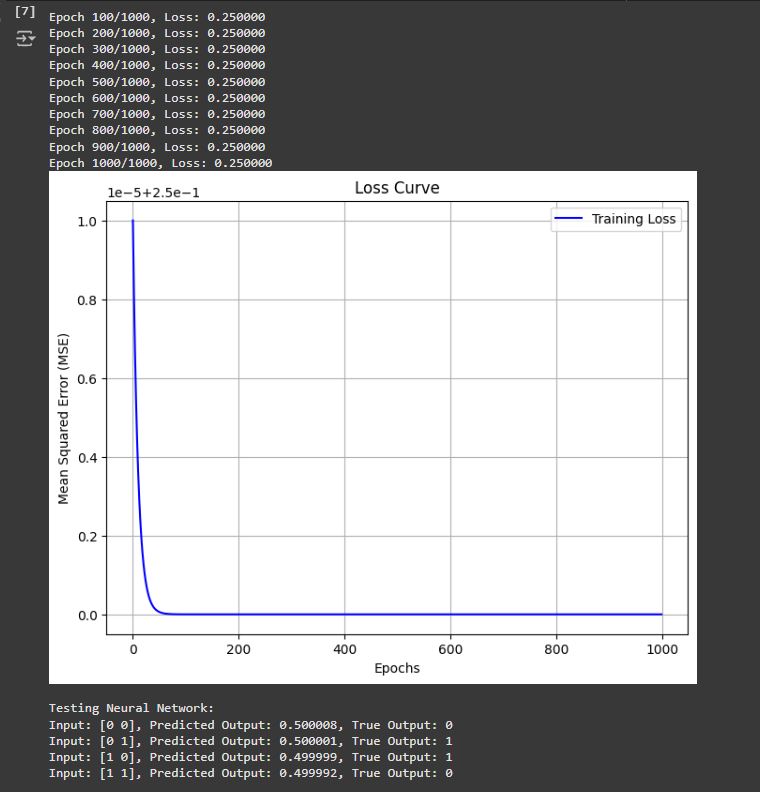 [7]
Epoch 100/1000, Loss: 0.250000
Epoch 200/1000, Loss: 0.250000
Epoch 300/1000, Loss: 0.250000
Epoch 400/1000, Loss: 0.250000
Epoch 500/1000, Loss: 0.250000
Epoch 600/1000, Loss: 0.250000
Epoch 700/1000, Loss: 0.250000
Epoch 800/1000, Loss: 0.250000
Epoch 900/1000, Loss: 0.250000
Epoch 1000/1000, Loss: 0.250000
Loss Curve
1e−5+2.5e−1
Training Loss
1.0
0.8
0.6
0.4
0.2
0.0
Mean Squared Error (MSE)
0 200 400 600 800 1000
Epochs
Testing Neural Network:
Input: [0 0], Predicted Output: 0.500008, True Output: 0
Input: [0 1], Predicted Output: 0.500001, True Output: 1
Input: [1 0], Predicted Output: 0.499999, True Output: 1
Input: [1 1], Predicted Output: 0.499992, True Output: 0